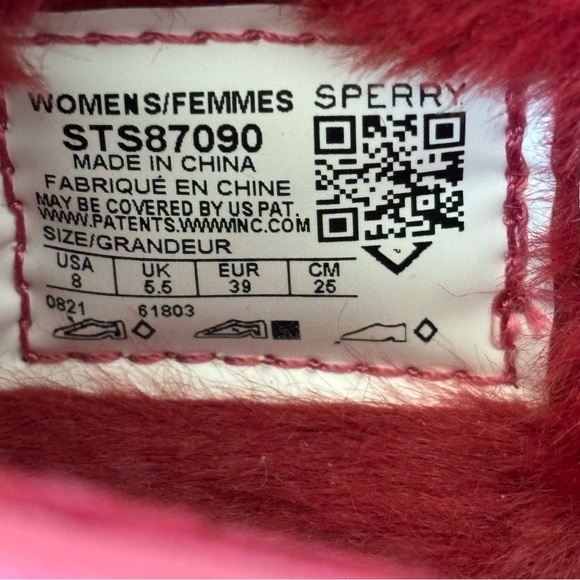 WOMENS/FEMMES SPERRY
STS87090
MADE IN CHINA
FABRIQUÉ EN CHINE
MAY BE COVERED BY US PAT.
WWW.PATENTS.WWWINC.COM
SIZE/GRANDEUR
USA UK EUR CM
8 5.5 39 25
0821 61803